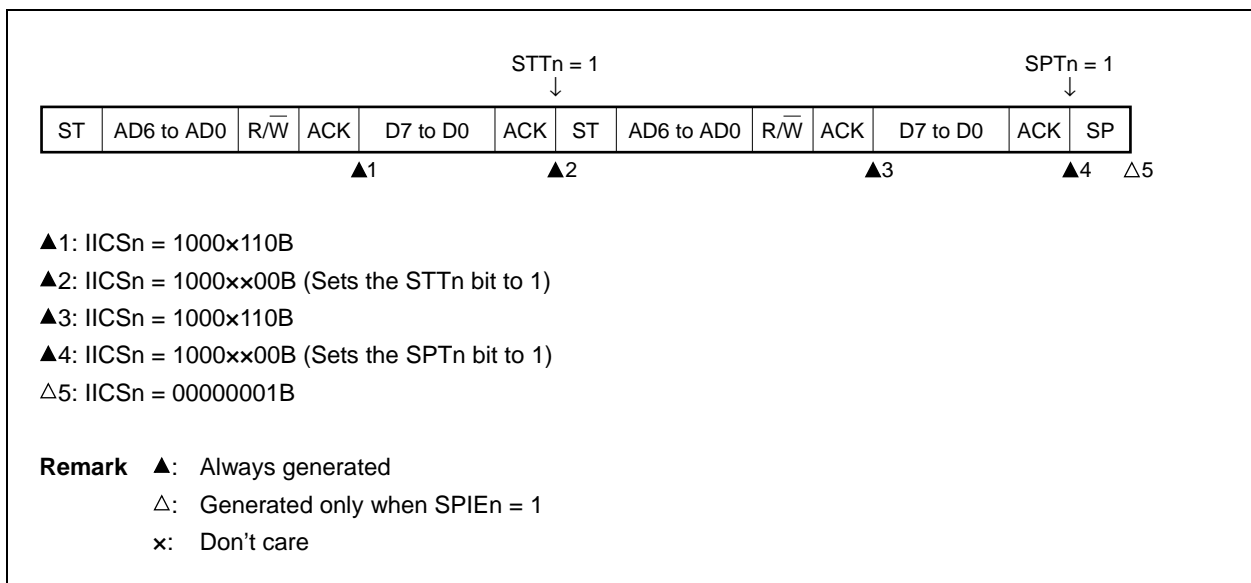 STTn = 1 SPTn = 1
↓ ↓
ST AD6 to AD0 R/W̅ ACK D7 to D0 ACK ST AD6 to AD0 R/W̅ ACK D7 to D0 ACK SP
▲1 ▲2 ▲3 ▲4 △5
▲1: IICSn = 1000×110B
▲2: IICSn = 1000××00B (Sets the STTn bit to 1)
▲3: IICSn = 1000×110B
▲4: IICSn = 1000××00B (Sets the SPTn bit to 1)
△5: IICSn = 00000001B
Remark ▲: Always generated
△: Generated only when SPIEn = 1
×: Don't care